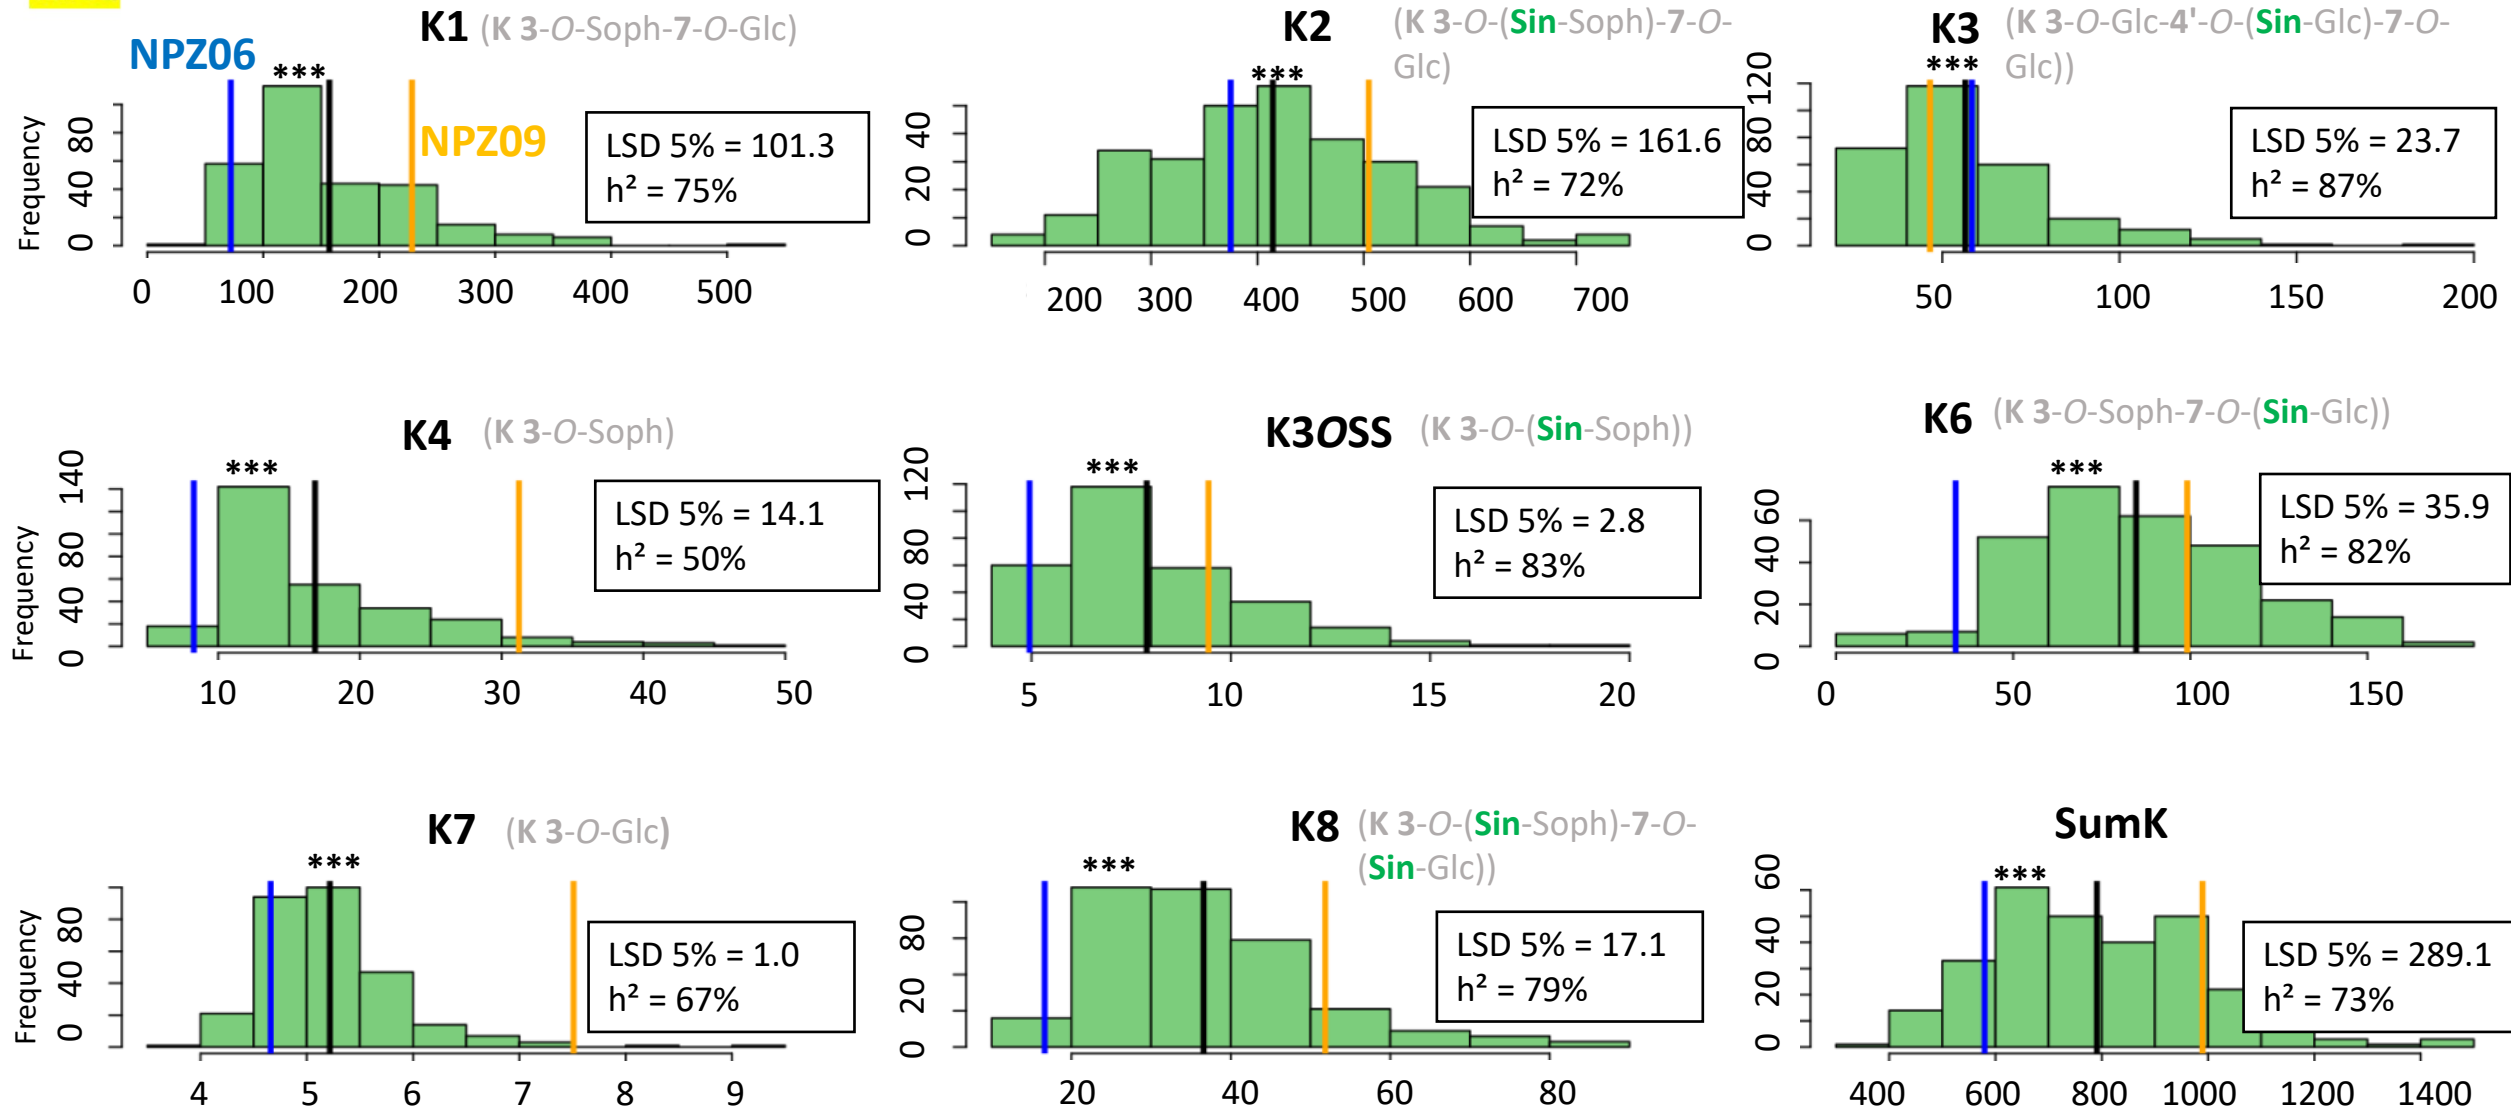 K1 (K 3-O-Soph-7-O-Glc)
NPZ06
***
NPZ09
LSD 5% = 101.3
h² = 75%
Frequency
0 40 80
0 100 200 300 400 500
K2 (K 3-O-(Sin-Soph)-7-O-
Glc)
***
LSD 5% = 161.6
h² = 72%
0 20 40
200 300 400 500 600 700
K3 (K 3-O-Glc-4'-O-(Sin-Glc)-7-O-
Glc))
***
LSD 5% = 23.7
h² = 87%
0 40 80 120
50 100 150 200
K4 (K 3-O-Soph)
***
LSD 5% = 14.1
h² = 50%
Frequency
0 40 80 140
10 20 30 40 50
K3OSS (K 3-O-(Sin-Soph))
***
LSD 5% = 2.8
h² = 83%
0 40 80 120
5 10 15 20
K6 (K 3-O-Soph-7-O-(Sin-Glc))
***
LSD 5% = 35.9
h² = 82%
0 20 40 60
0 50 100 150
K7 (K 3-O-Glc)
***
LSD 5% = 1.0
h² = 67%
Frequency
0 40 80
4 5 6 7 8 9
K8 (K 3-O-(Sin-Soph)-7-O-
(Sin-Glc))
***
LSD 5% = 17.1
h² = 79%
0 20 80
20 40 60 80
SumK
***
LSD 5% = 289.1
h² = 73%
0 20 40 60
400 600 800 1000 1200 1400